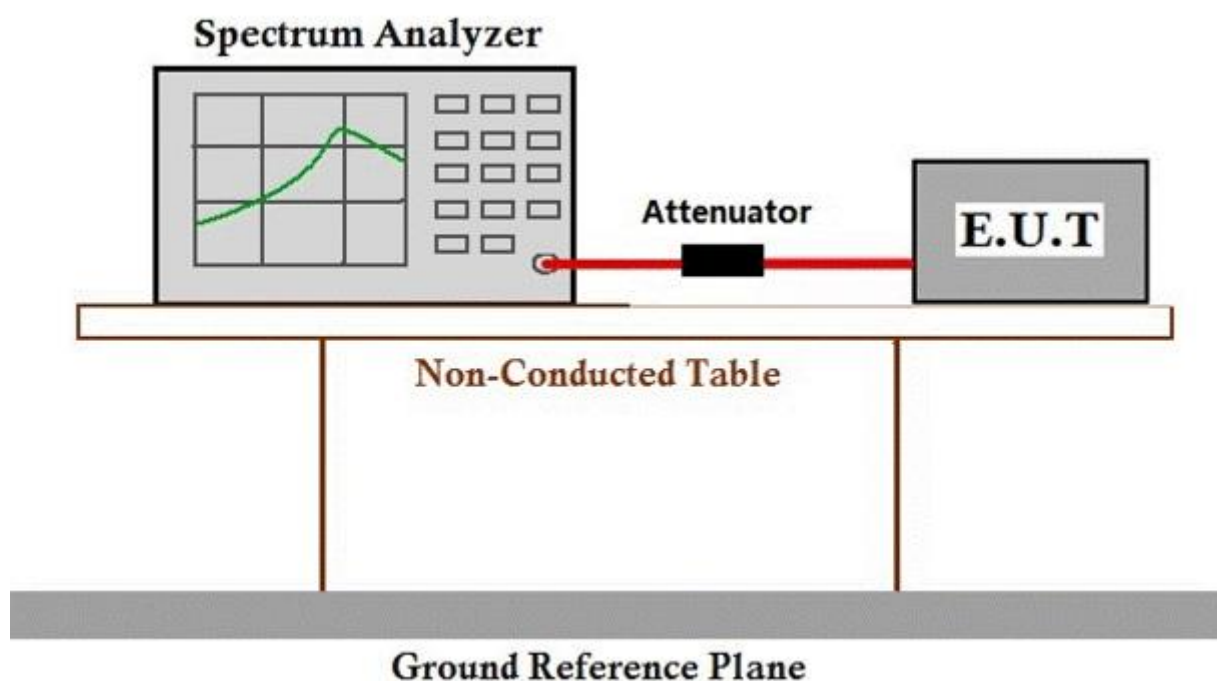 Spectrum Analyzer
Attenuator
E.U.T
Non-Conducted Table
Ground Reference Plane